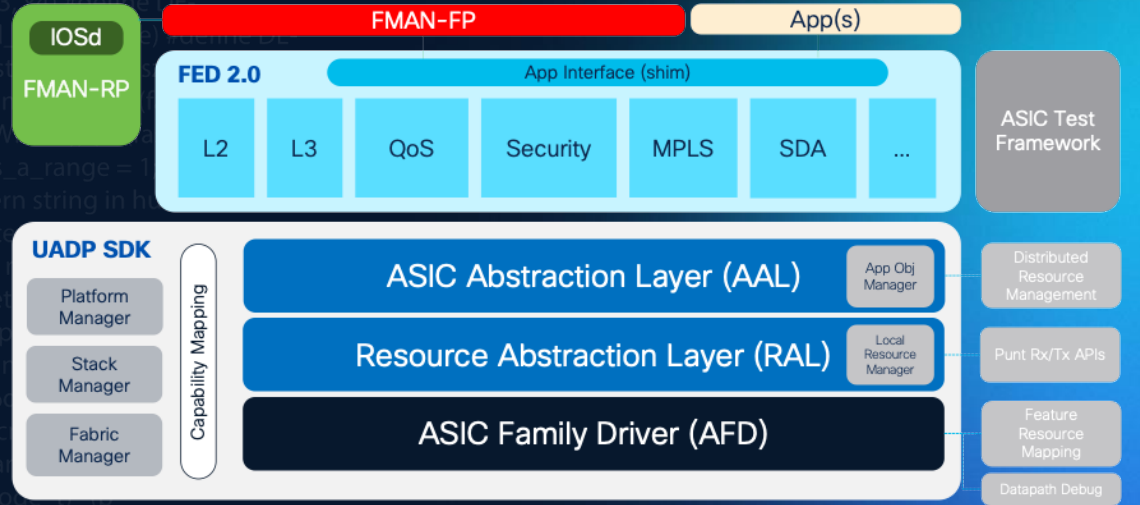 IOSd
FMAN-RP
FMAN-FP
App(s)
FED 2.0
App Interface (shim)
L2
L3
QoS
Security
MPLS
SDA
...
ASIC Test
Framework
UADP SDK
Platform
Manager
Stack
Manager
Fabric
Manager
Capability Mapping
ASIC Abstraction Layer (AAL)
App Obj
Manager
Resource Abstraction Layer (RAL)
Local
Resource
Manager
ASIC Family Driver (AFD)
Distributed
Resource
Management
Punt Rx/Tx APIs
Feature
Resource
Mapping
Datapath Debug